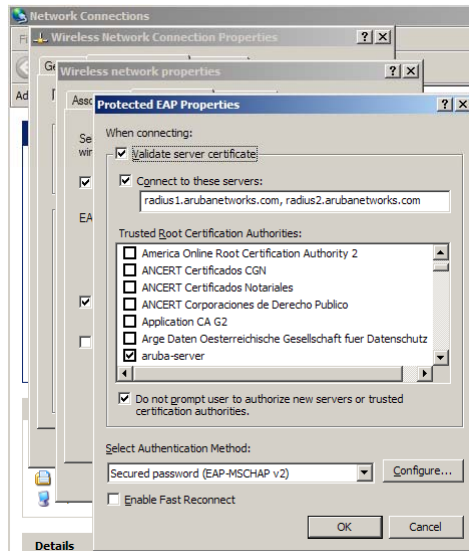 Network Connections
Wireless Network Connection Properties
Wireless network properties
Ad
Protected EAP Properties
When connecting:
Validate server certificate
Connect to these servers:
radius1.arubanetworks.com, radius2.arubanetworks.com
Trusted Root Certification Authorities:
America Online Root Certification Authority 2
ANCERT Certificados CGN
ANCERT Certificados Notariales
ANCERT Corporaciones de Derecho Publico
Application CA G2
Arge Daten Oesterreichische Gesellschaft fuer Datenschutz
aruba-server
Do not prompt user to authorize new servers or trusted
certification authorities.
Select Authentication Method:
Secured password (EAP-MSCHAP v2)
Configure...
Enable Fast Reconnect
OK
Cancel
Details